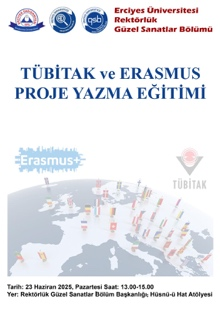 Erciyes Üniversitesi
Rektörlük
Güzel Sanatlar Bölümü
TÜBİTAK ve ERASMUS
PROJE YAZMA EĞİTİMİ
Erasmus+
TÜBİTAK
Tarih: 23 Haziran 2025, Pazartesi Saat: 13.00-15.00
Yer: Rektörlük Güzel Sanatlar Bölüm Başkanlığı, Hüsnü-ü Hat Atölyesi